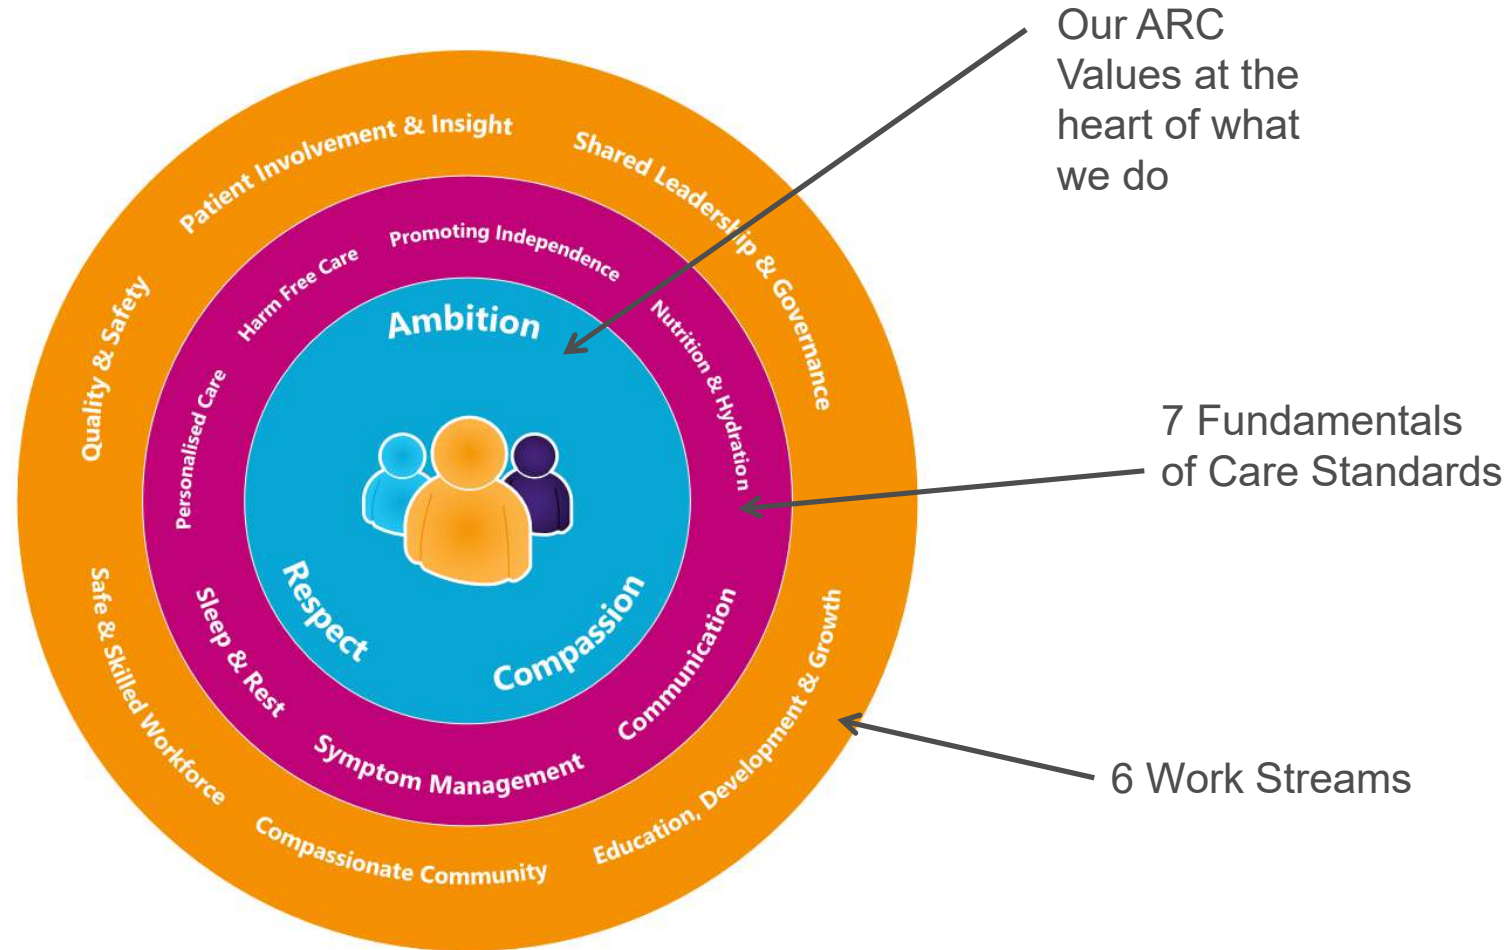 Our ARC
Values at the
heart of what
we do
7 Fundamentals
of Care Standards
6 Work Streams
Patient Involvement & Insight
Shared Leadership & Governance
Quality & Safety
Safe & Skilled Workforce
Compassionate Community
Education, Development & Growth
Promoting Independence
Harm Free Care
Nutrition & Hydration
Personalised Care
Sleep & Rest
Symptom Management
Communication
Ambition
Respect
Compassion